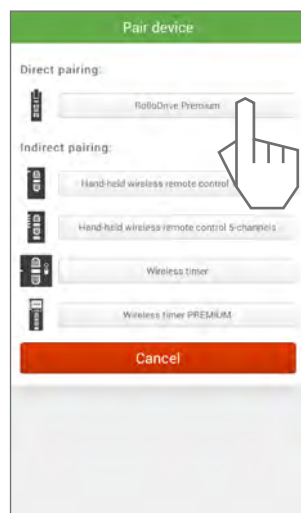 Pair device
Direct pairing:
RolloDrive Premium
Indirect pairing:
Hand-held wireless remote control
Hand-held wireless remote control 5-channels
Wireless timer
Wireless timer PREMIUM
Cancel